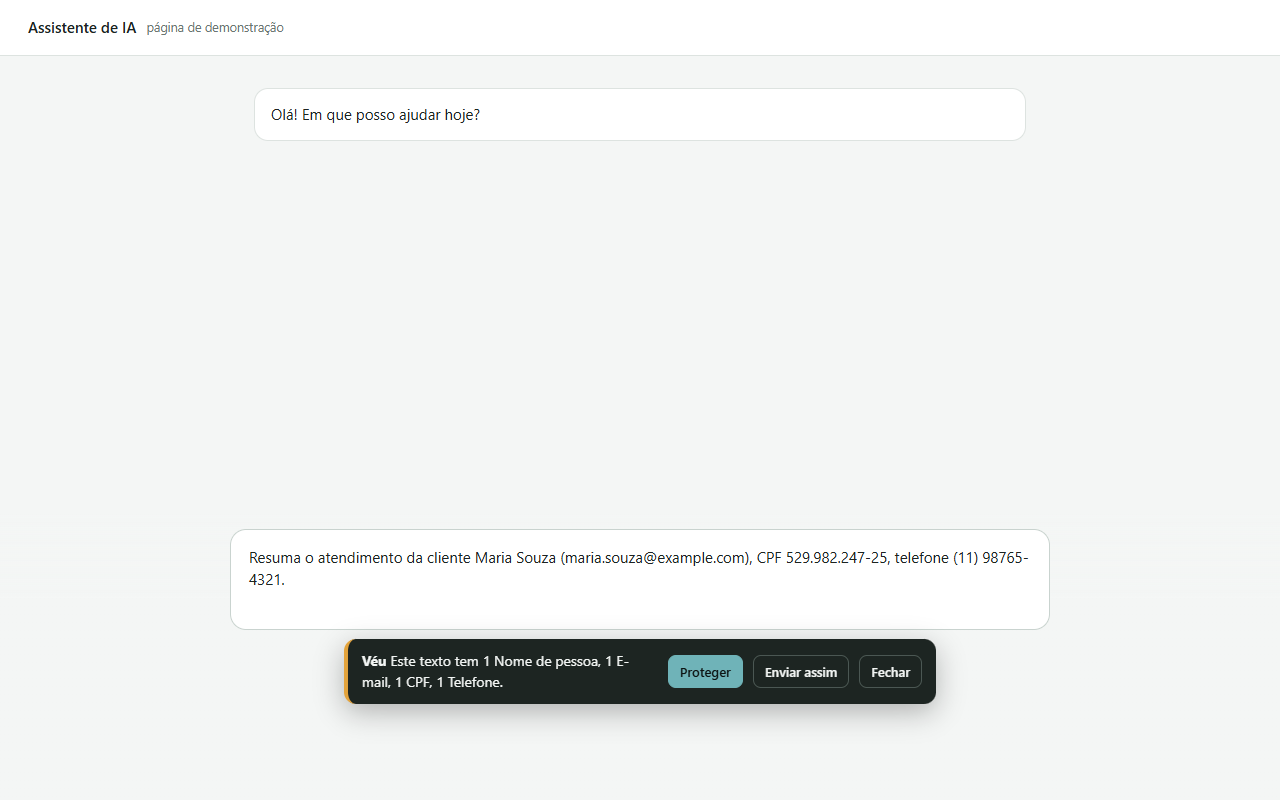 Assistente de IA página de demonstração
Olá! Em que posso ajudar hoje?
Resuma o atendimento da cliente Maria Souza (maria.souza@example.com), CPF 529.982.247-25, telefone (11) 98765-
4321.
Véu Este texto tem 1 Nome de pessoa, 1 E-
mail, 1 CPF, 1 Telefone.
Proteger
Enviar assim
Fechar